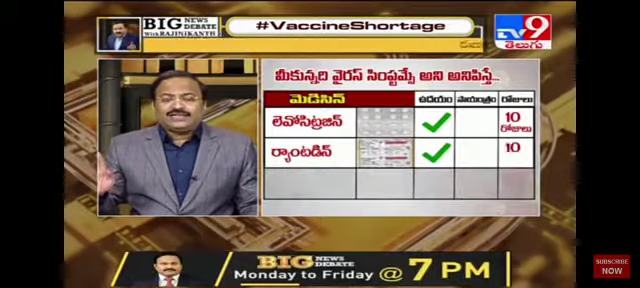 BIG NEWS DEBATE
WITH RAJINIKANTH
#VaccineShortage
TV9
తెలుగు
మీకున్నది వైరస్ సింప్టమ్సే అని అనిపిస్తే...
మెడిసిన్ ఉదయం సాయంత్రం రోజులు
లెవోసిట్రజిన్ 10 రోజులు
ర్యాంటడిన్ 10
BIG NEWS DEBATE
Monday to Friday @ 7 PM
SUBSCRIBE NOW